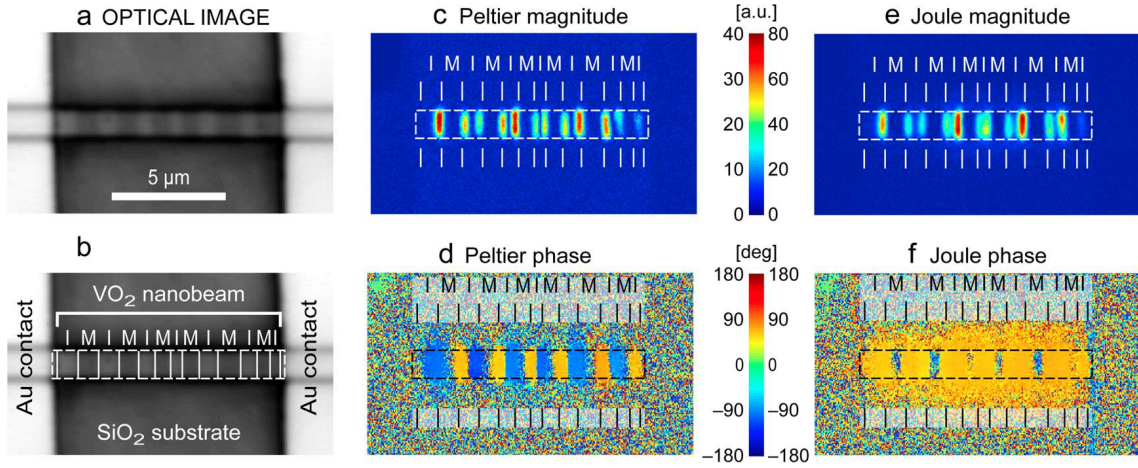 a OPTICAL IMAGE
5 µm
b
VO₂ nanobeam
I M I M I M I M I M I
Au contact
Au contact
SiO₂ substrate
c Peltier magnitude
I M I M I M I M I M I
[a.u.]
40 80
30 60
20 40
10 20
0 0
e Joule magnitude
I M I M I M I M I M I
d Peltier phase
I M I M I M I M I M I
[deg]
180 180
90 90
0 0
–90 –90
–180 –180
f Joule phase
I M I M I M I M I M I